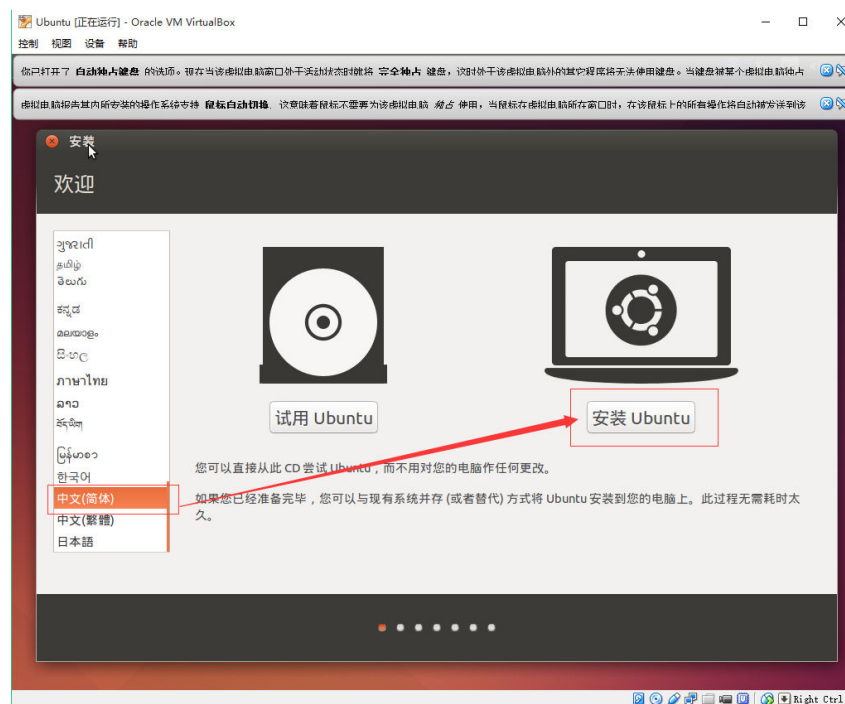 Ubuntu [正在运行] - Oracle VM VirtualBox
控制 视图 设备 帮助
你已打开了 自动独占键盘 的选项。现在当该虚拟电脑窗口处于活动状态时就将 完全独占 键盘，这时处于该虚拟电脑外的其它程序将无法使用键盘。当键盘被某个虚拟电脑独占
虚拟电脑报告其内所安装的操作系统支持 鼠标自动切换. 这意味着鼠标不需要为该虚拟电脑 独占 使用，当鼠标在虚拟电脑所在窗口时，在该鼠标上的所有操作将自动被发送到该
安装
欢迎
ગુજરાતી
தமிழ்
తెలుగు
ಕನ್ನಡ
മലയാളം
සිංහල
ภาษาไทย
ລາວ
རྫོང་ཁ
မြန်မာစာ
한국어
中文(简体)
中文(繁體)
日本語
试用 Ubuntu
安装 Ubuntu
您可以直接从此 CD 尝试 Ubuntu，而不用对您的电脑作任何更改。
如果您已经准备完毕，您可以与现有系统并存 (或者替代) 方式将 Ubuntu 安装到您的电脑上。此过程无需耗时太
久。
Right Ctrl